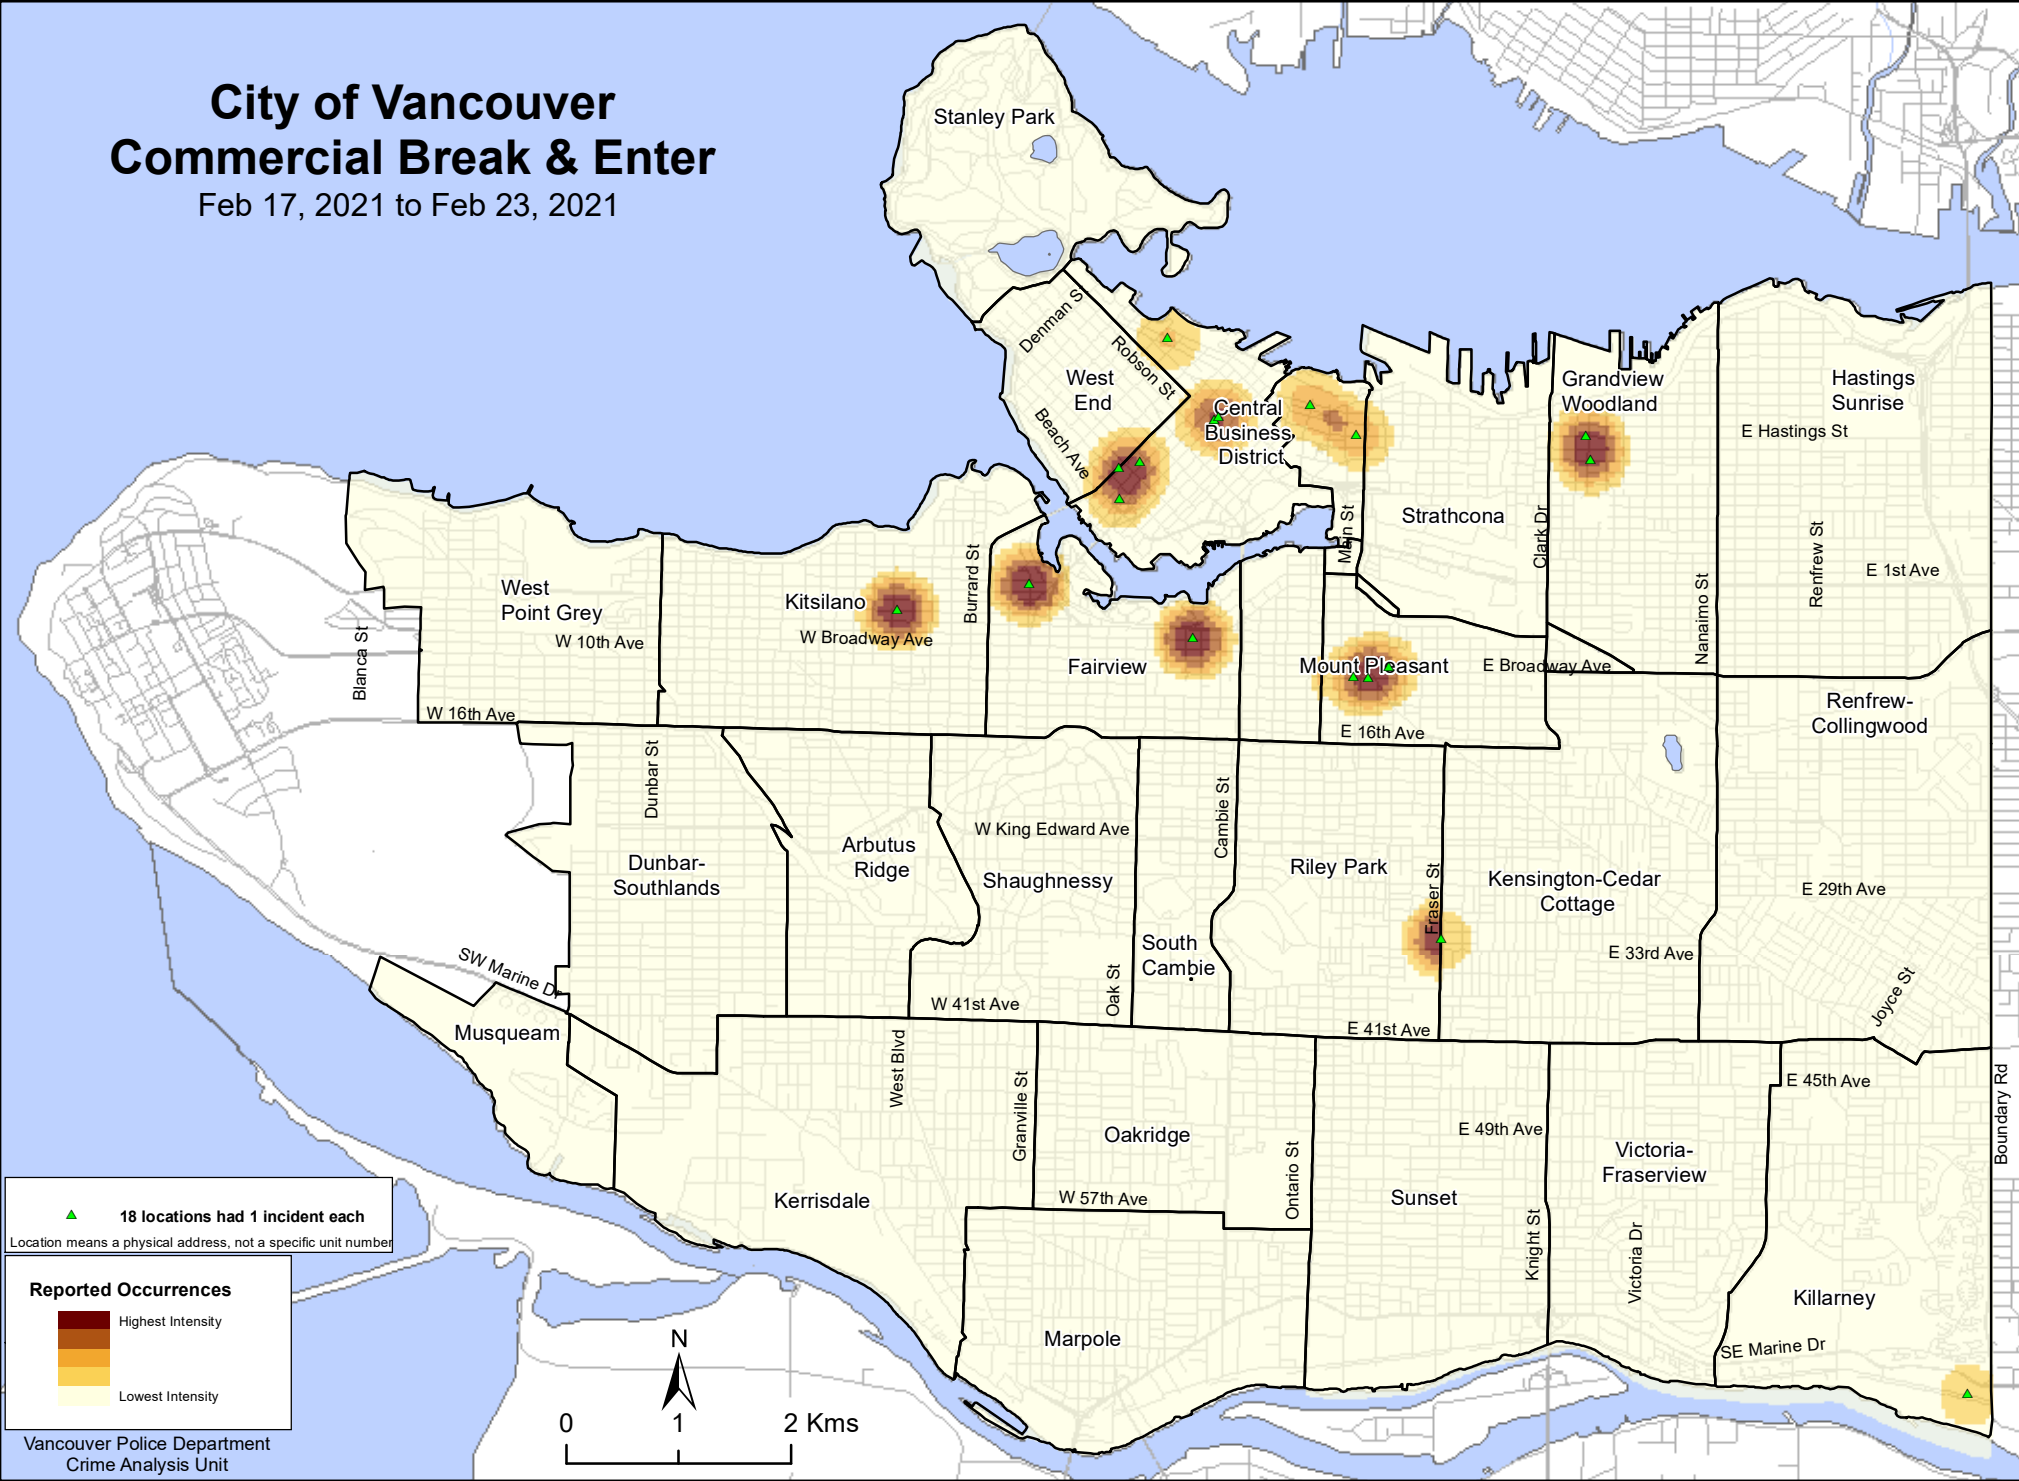 City of Vancouver
Commercial Break & Enter
Feb 17, 2021 to Feb 23, 2021
Stanley Park
Denman S
Robson St
West
End
Beach Ave
Central
Business
District
Grandview
Woodland
Hastings
Sunrise
E Hastings St
Strathcona
Main St
Clark Dr
Nanaimo St
Renfrew St
E 1st Ave
West
Point Grey
W 10th Ave
Blanca St
W 16th Ave
Kitsilano
W Broadway Ave
Burrard St
Fairview
Mount Pleasant
E Broadway Ave
E 16th Ave
Renfrew-
Collingwood
Dunbar St
Dunbar-
Southlands
Arbutus
Ridge
W King Edward Ave
Shaughnessy
Cambie St
Riley Park
Fraser St
Kensington-Cedar
Cottage
E 29th Ave
E 33rd Ave
South
Cambie
Oak St
W 41st Ave
E 41st Ave
Joyce St
SW Marine Dr
Musqueam
West Blvd
Granville St
Oakridge
Ontario St
E 49th Ave
E 45th Ave
Boundary Rd
Victoria-
Fraserview
Kerrisdale
W 57th Ave
Sunset
Knight St
Victoria Dr
Killarney
SE Marine Dr
Marpole
18 locations had 1 incident each
Location means a physical address, not a specific unit number
Reported Occurrences
Highest Intensity
Lowest Intensity
Vancouver Police Department
Crime Analysis Unit
N
0 1 2 Kms